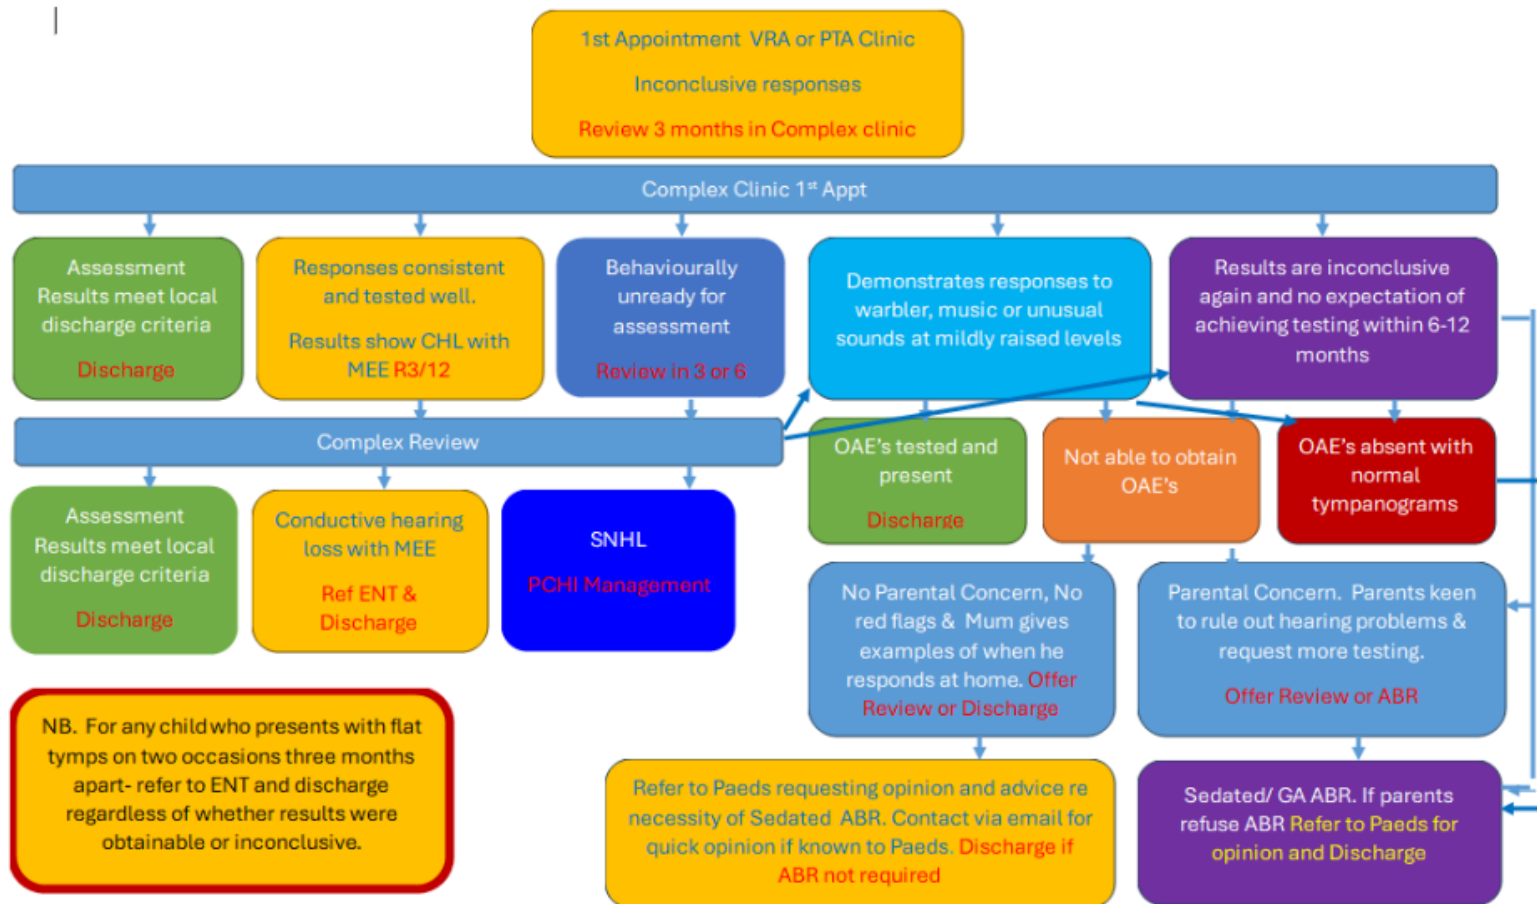 1st Appointment VRA or PTA Clinic
Inconclusive responses
Review 3 months in Complex clinic
Complex Clinic 1st Appt
Assessment
Results meet local
discharge criteria
Discharge
Responses consistent
and tested well.
Results show CHL with
MEE R3/12
Behaviourally
unready for
assessment
Review in 3 or 6
Demonstrates responses to
warbler, music or unusual
sounds at mildly raised levels
Results are inconclusive
again and no expectation of
achieving testing within 6-12
months
Complex Review
OAE's tested and
present
Discharge
Not able to obtain
OAE's
OAE's absent with
normal
tympanograms
Assessment
Results meet local
discharge criteria
Discharge
Conductive hearing
loss with MEE
Ref ENT &
Discharge
SNHL
PCHI Management
No Parental Concern, No
red flags & Mum gives
examples of when he
responds at home. Offer
Review or Discharge
Parental Concern. Parents keen
to rule out hearing problems &
request more testing.
Offer Review or ABR
NB. For any child who presents with flat
tymps on two occasions three months
apart- refer to ENT and discharge
regardless of whether results were
obtainable or inconclusive.
Refer to Paeds requesting opinion and advice re
necessity of Sedated ABR. Contact via email for
quick opinion if known to Paeds. Discharge if
ABR not required
Sedated/ GA ABR. If parents
refuse ABR Refer to Paeds for
opinion and Discharge